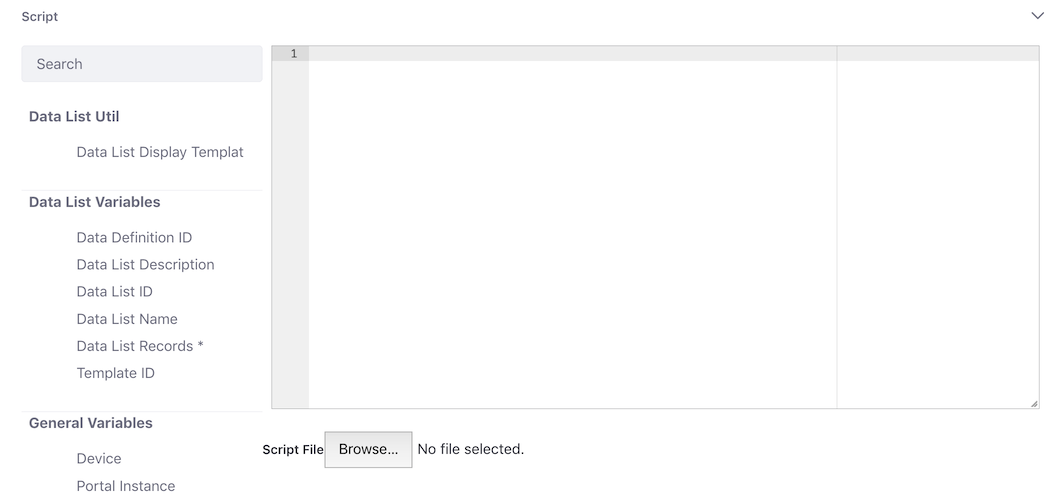 Script
Search
1
Data List Util
Data List Display Templat
Data List Variables
Data Definition ID
Data List Description
Data List ID
Data List Name
Data List Records *
Template ID
General Variables
Device
Portal Instance
Script File Browse... No file selected.